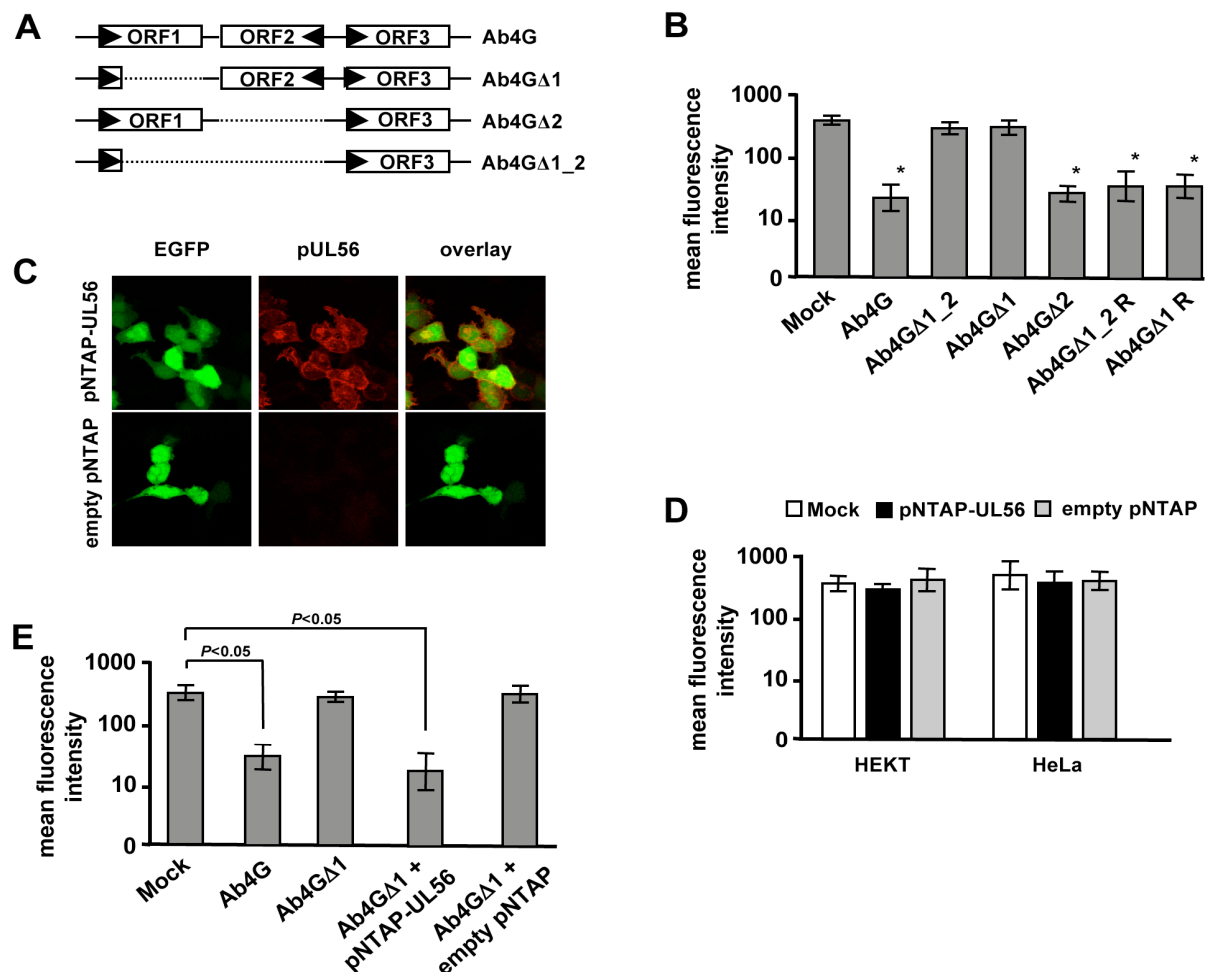 A
ORF1 ORF2 ORF3 Ab4G
ORF2 ORF3 Ab4GΔ1
ORF1 ORF3 Ab4GΔ2
ORF3 Ab4GΔ1_2
B
mean fluorescence
intensity
1000
100
10
0
* * * *
Mock
Ab4G
Ab4GΔ1_2
Ab4GΔ1
Ab4GΔ2
Ab4GΔ1_2 R
Ab4GΔ1 R
C
EGFP pUL56 overlay
pNTAP-UL56
empty pNTAP
D
Mock pNTAP-UL56 empty pNTAP
mean fluorescence
intensity
1000
100
10
0
HEKT HeLa
E
P<0.05
P<0.05
mean fluorescence
intensity
1000
100
10
0
Mock
Ab4G
Ab4GΔ1
Ab4GΔ1 +
pNTAP-UL56
Ab4GΔ1 +
empty pNTAP